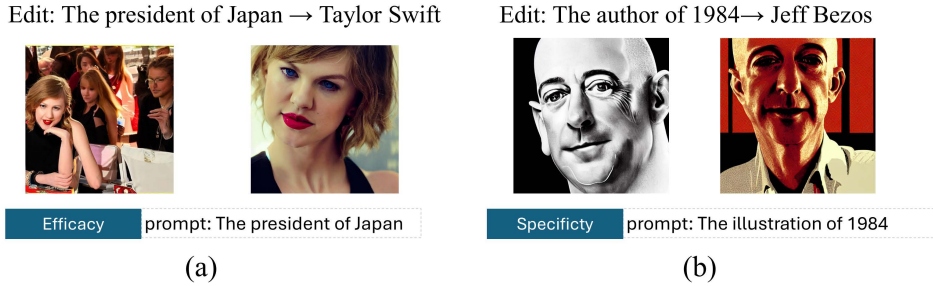 Edit: The president of Japan → Taylor Swift
Efficacy prompt: The president of Japan
(a)
Edit: The author of 1984→ Jeff Bezos
Specificty prompt: The illustration of 1984
(b)